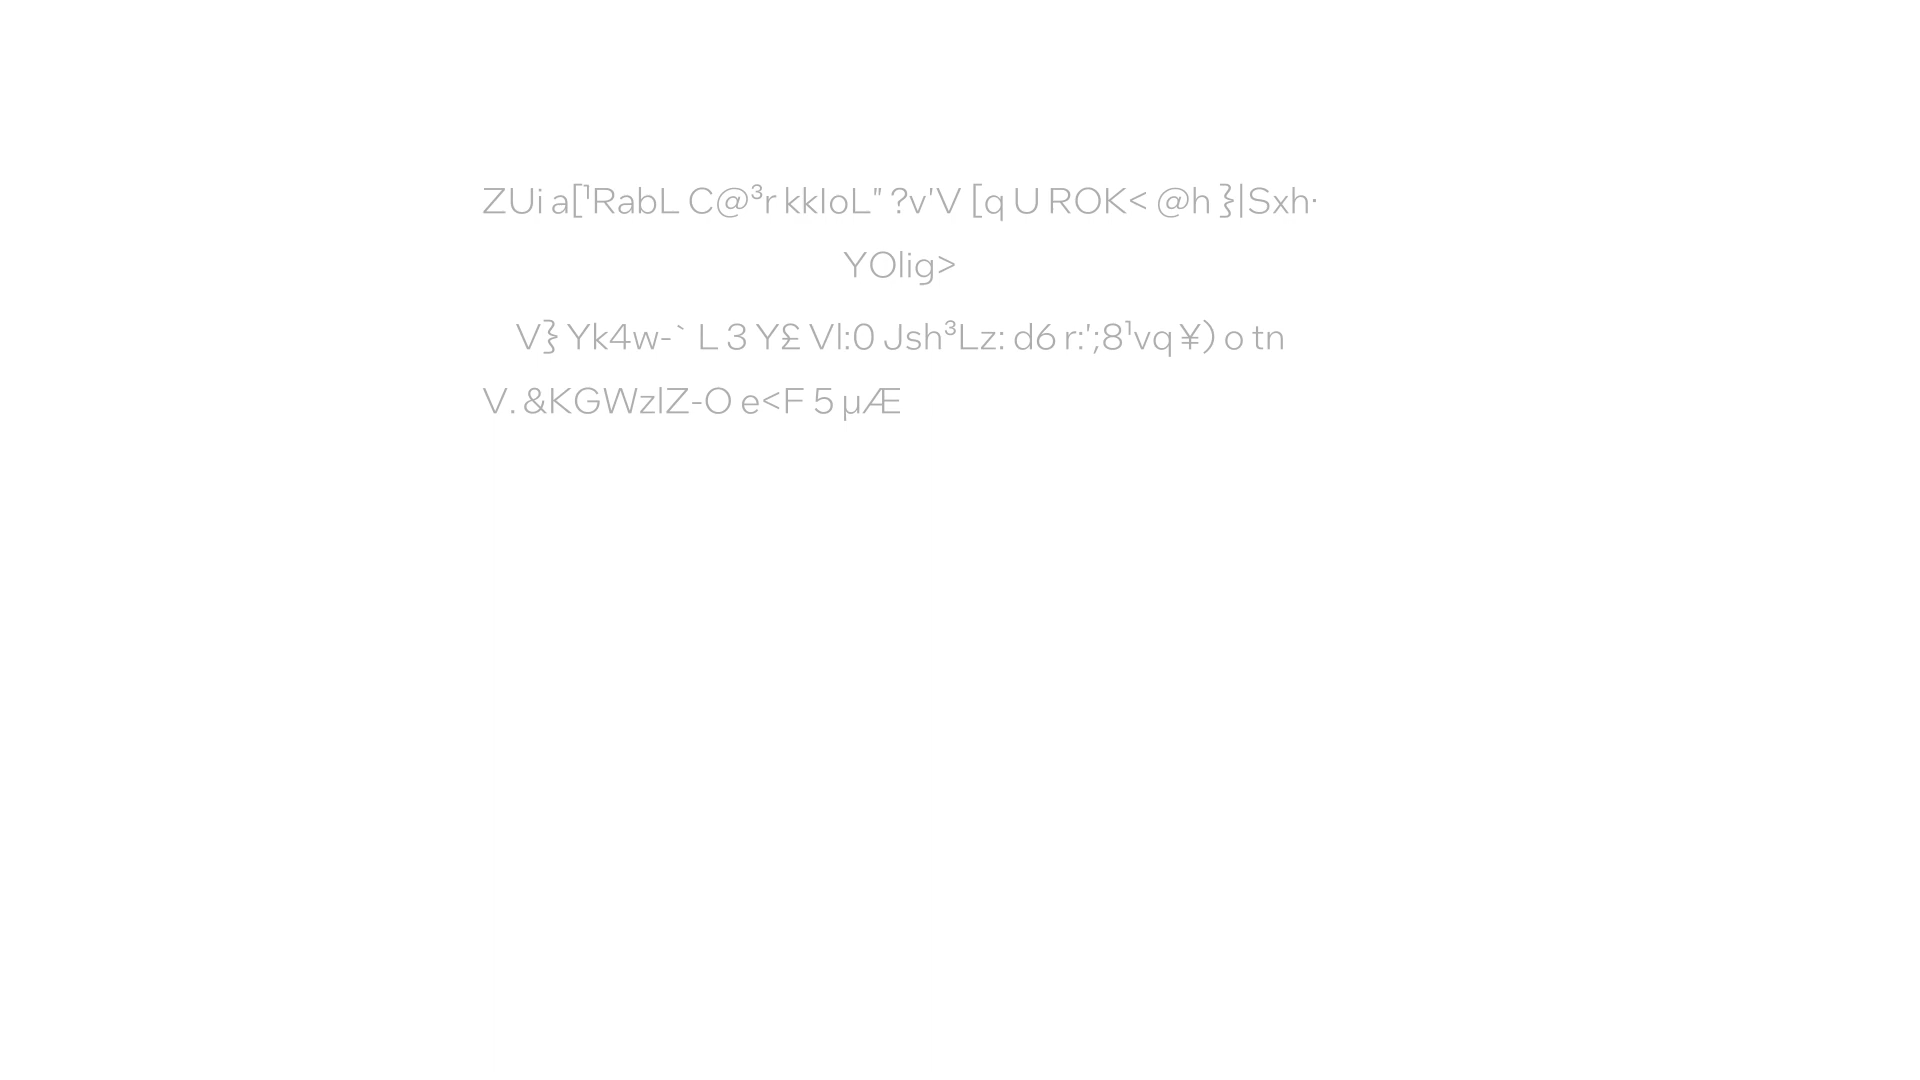 ZUi a[¹RabL C@³r kkIoL" ?v'V [q U ROK< @h }|Sxh·
YOlig>
V} Yk4w-` L 3 Y£ Vl:0 Jsh³Lz: d6 r:';8¹vq ¥) o tn
V. &KGWzlZ-O e<F 5 µÆ